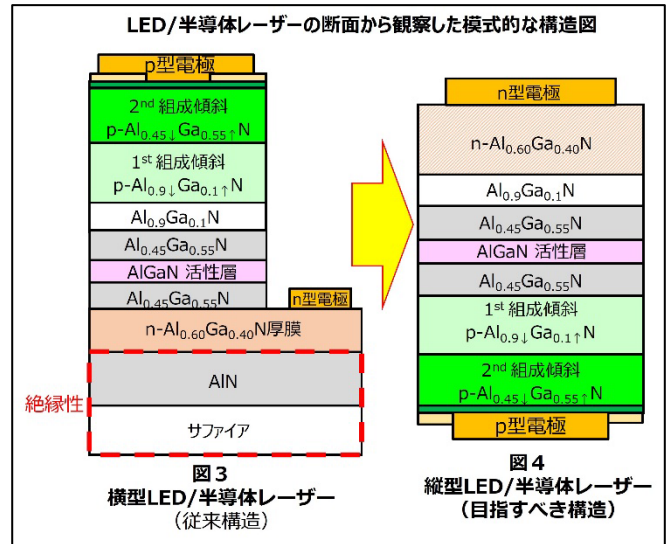 LED/半導体レーザーの断面から観察した模式的な構造図
p型電極
2nd 組成傾斜
p-Al0.45↓Ga0.55↑N
1st 組成傾斜
p-Al0.9↓Ga0.1↑N
Al0.9Ga0.1N
Al0.45Ga0.55N
AlGaN 活性層
Al0.45Ga0.55N
n型電極
n-Al0.60Ga0.40N厚膜
AlN
サファイア
絶縁性
図3
横型LED/半導体レーザー
（従来構造）
n型電極
n-Al0.60Ga0.40N
Al0.9Ga0.1N
Al0.45Ga0.55N
AlGaN 活性層
Al0.45Ga0.55N
1st 組成傾斜
p-Al0.9↓Ga0.1↑N
2nd 組成傾斜
p-Al0.45↓Ga0.55↑N
p型電極
図4
縦型LED/半導体レーザー
（目指すべき構造）